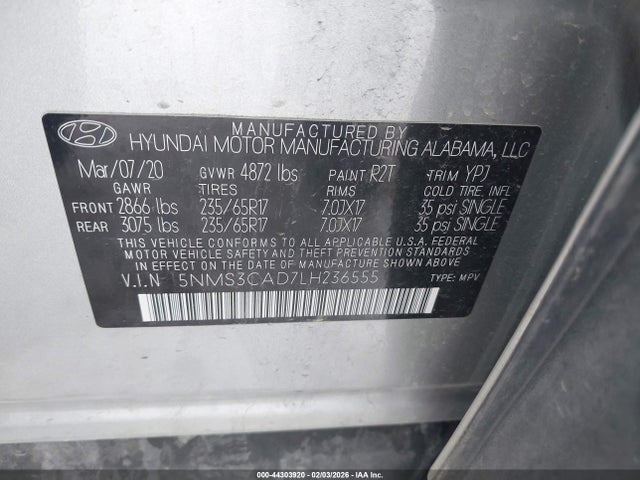 MANUFACTURED BY
HYUNDAI MOTOR MANUFACTURING ALABAMA, LLC
Mar/07/20 GVWR 4872 lbs PAINT R2T TRIM YPJ
GAWR TIRES RIMS COLD TIRE INFL
FRONT 2866 lbs 235/65R17 7.0JX17 35 psi SINGLE
REAR 3075 lbs 235/65R17 7.0JX17 35 psi SINGLE
THIS VEHICLE CONFORMS TO ALL APPLICABLE U.S.A. FEDERAL
MOTOR VEHICLE SAFETY AND THEFT PREVENTION STANDARDS
IN EFFECT ON THE DATE OF MANUFACTURE SHOWN ABOVE.
V.I.N 5NMS3CAD7LH236555 TYPE: MPV
000-44303920 - 02/03/2026 - Copyright IAA, Inc.